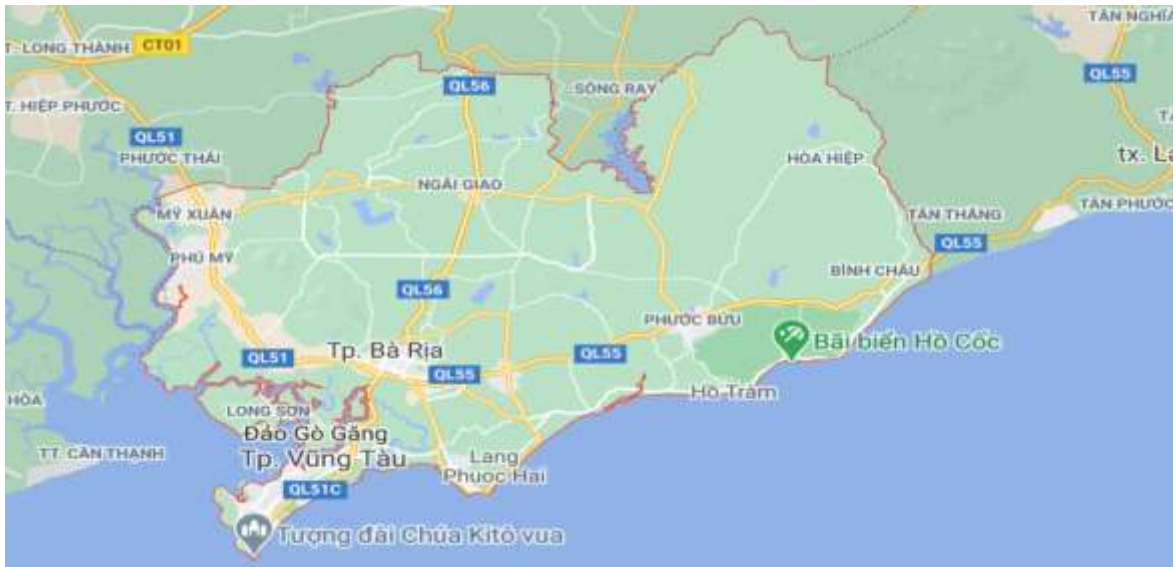 TÂN NGHĨA
T. LONG THÀNH
CT01
QL55
QL56
SÔNG RAY
T. HIỆP PHƯỚC
QL51
PHƯỚC THÁI
HÒA HIỆP
tx. La
NGÃI GIAO
TÂN PHƯỚC
MỸ XUÂN
TÂN THẮNG
QL55
PHÚ MỸ
BÌNH CHÂU
QL56
PHƯỚC BỬU
Bãi biển Hồ Cốc
QL51
Tp. Bà Rịa
QL55
QL55
Hồ Tràm
HÒA
LONG SƠN
Đảo Gò Găng
TT. CẦN THẠNH
Tp. Vũng Tàu
Lang
Phuoc Hai
QL51C
Tượng đài Chúa Kitô vua